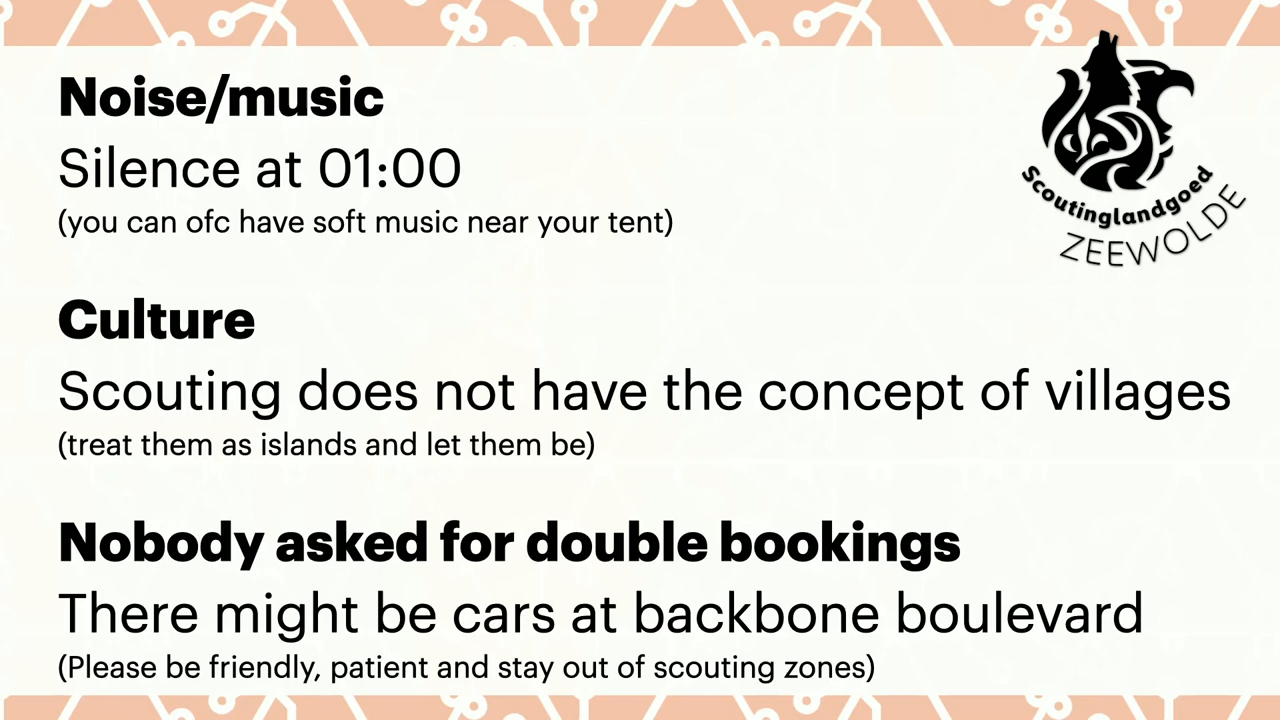 Noise/music
Silence at 01:00
(you can ofc have soft music near your tent)
Scoutinglandgoed
ZEEWOLDE
Culture
Scouting does not have the concept of villages
(treat them as islands and let them be)
Nobody asked for double bookings
There might be cars at backbone boulevard
(Please be friendly, patient and stay out of scouting zones)